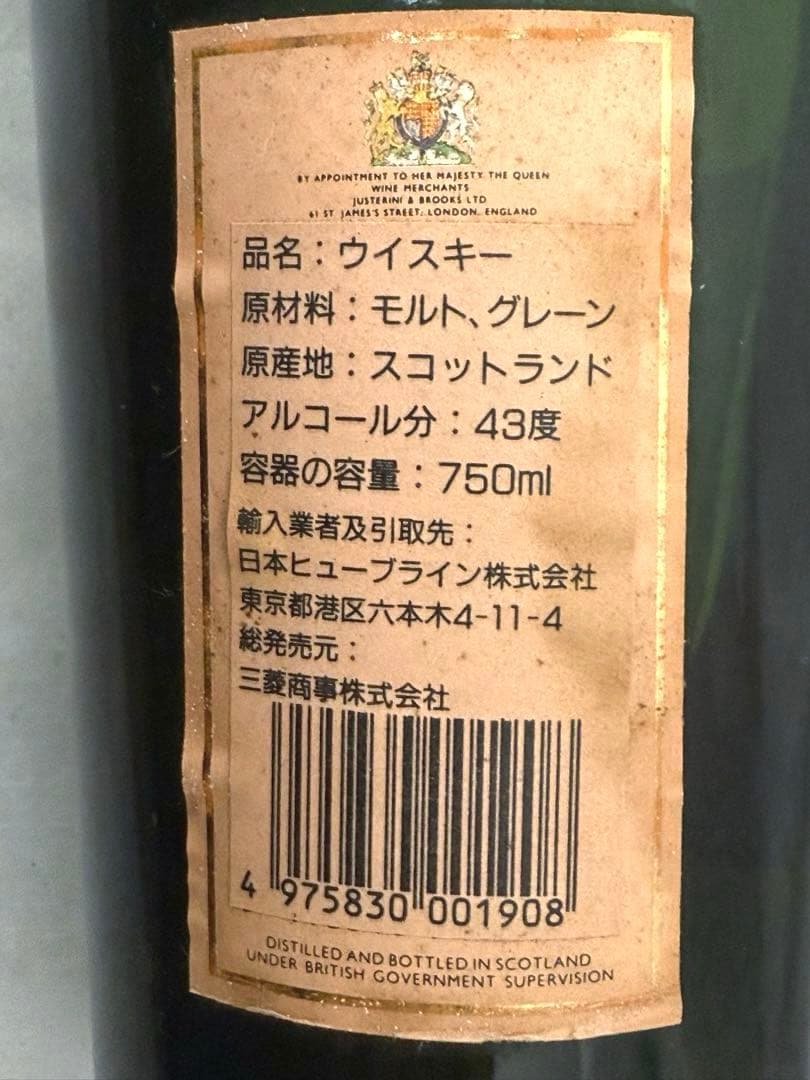 BY APPOINTMENT TO HER MAJESTY THE QUEEN
WINE MERCHANTS
JUSTERINI & BROOKS LTD
61 ST JAMES'S STREET, LONDON, ENGLAND
品名：ウイスキー
原材料：モルト、グレーン
原産地：スコットランド
アルコール分：43度
容器の容量：750ml
輸入業者及引取先：
日本ヒューブライン株式会社
東京都港区六本木4-11-4
総発売元：
三菱商事株式会社
4 975830 001908
DISTILLED AND BOTTLED IN SCOTLAND
UNDER BRITISH GOVERNMENT SUPERVISION